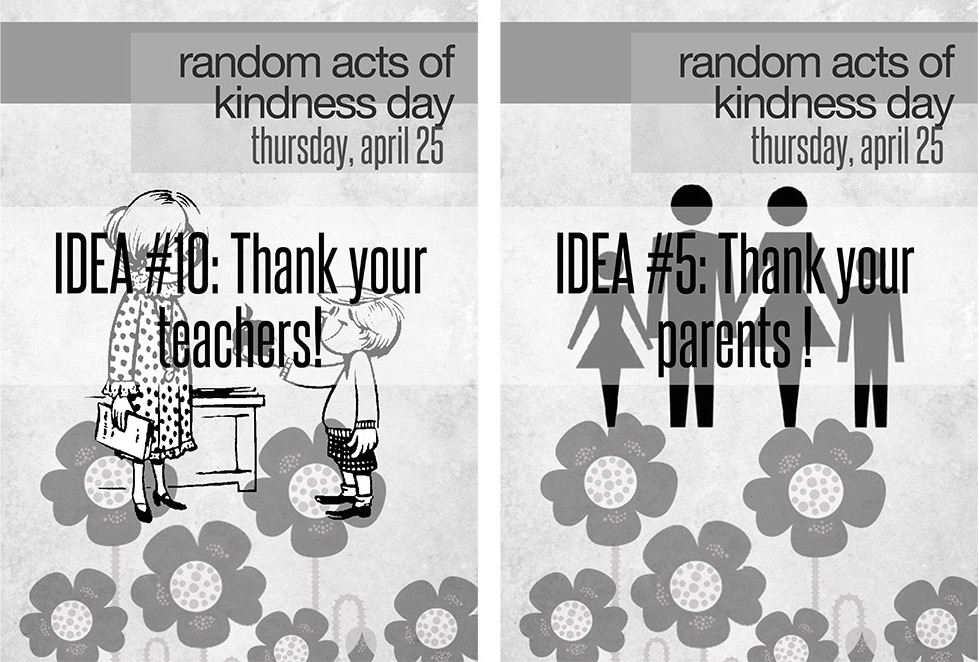 random acts of
kindness day
thursday, april 25
IDEA #10: Thank your
teachers!
random acts of
kindness day
thursday, april 25
IDEA #5: Thank your
parents !